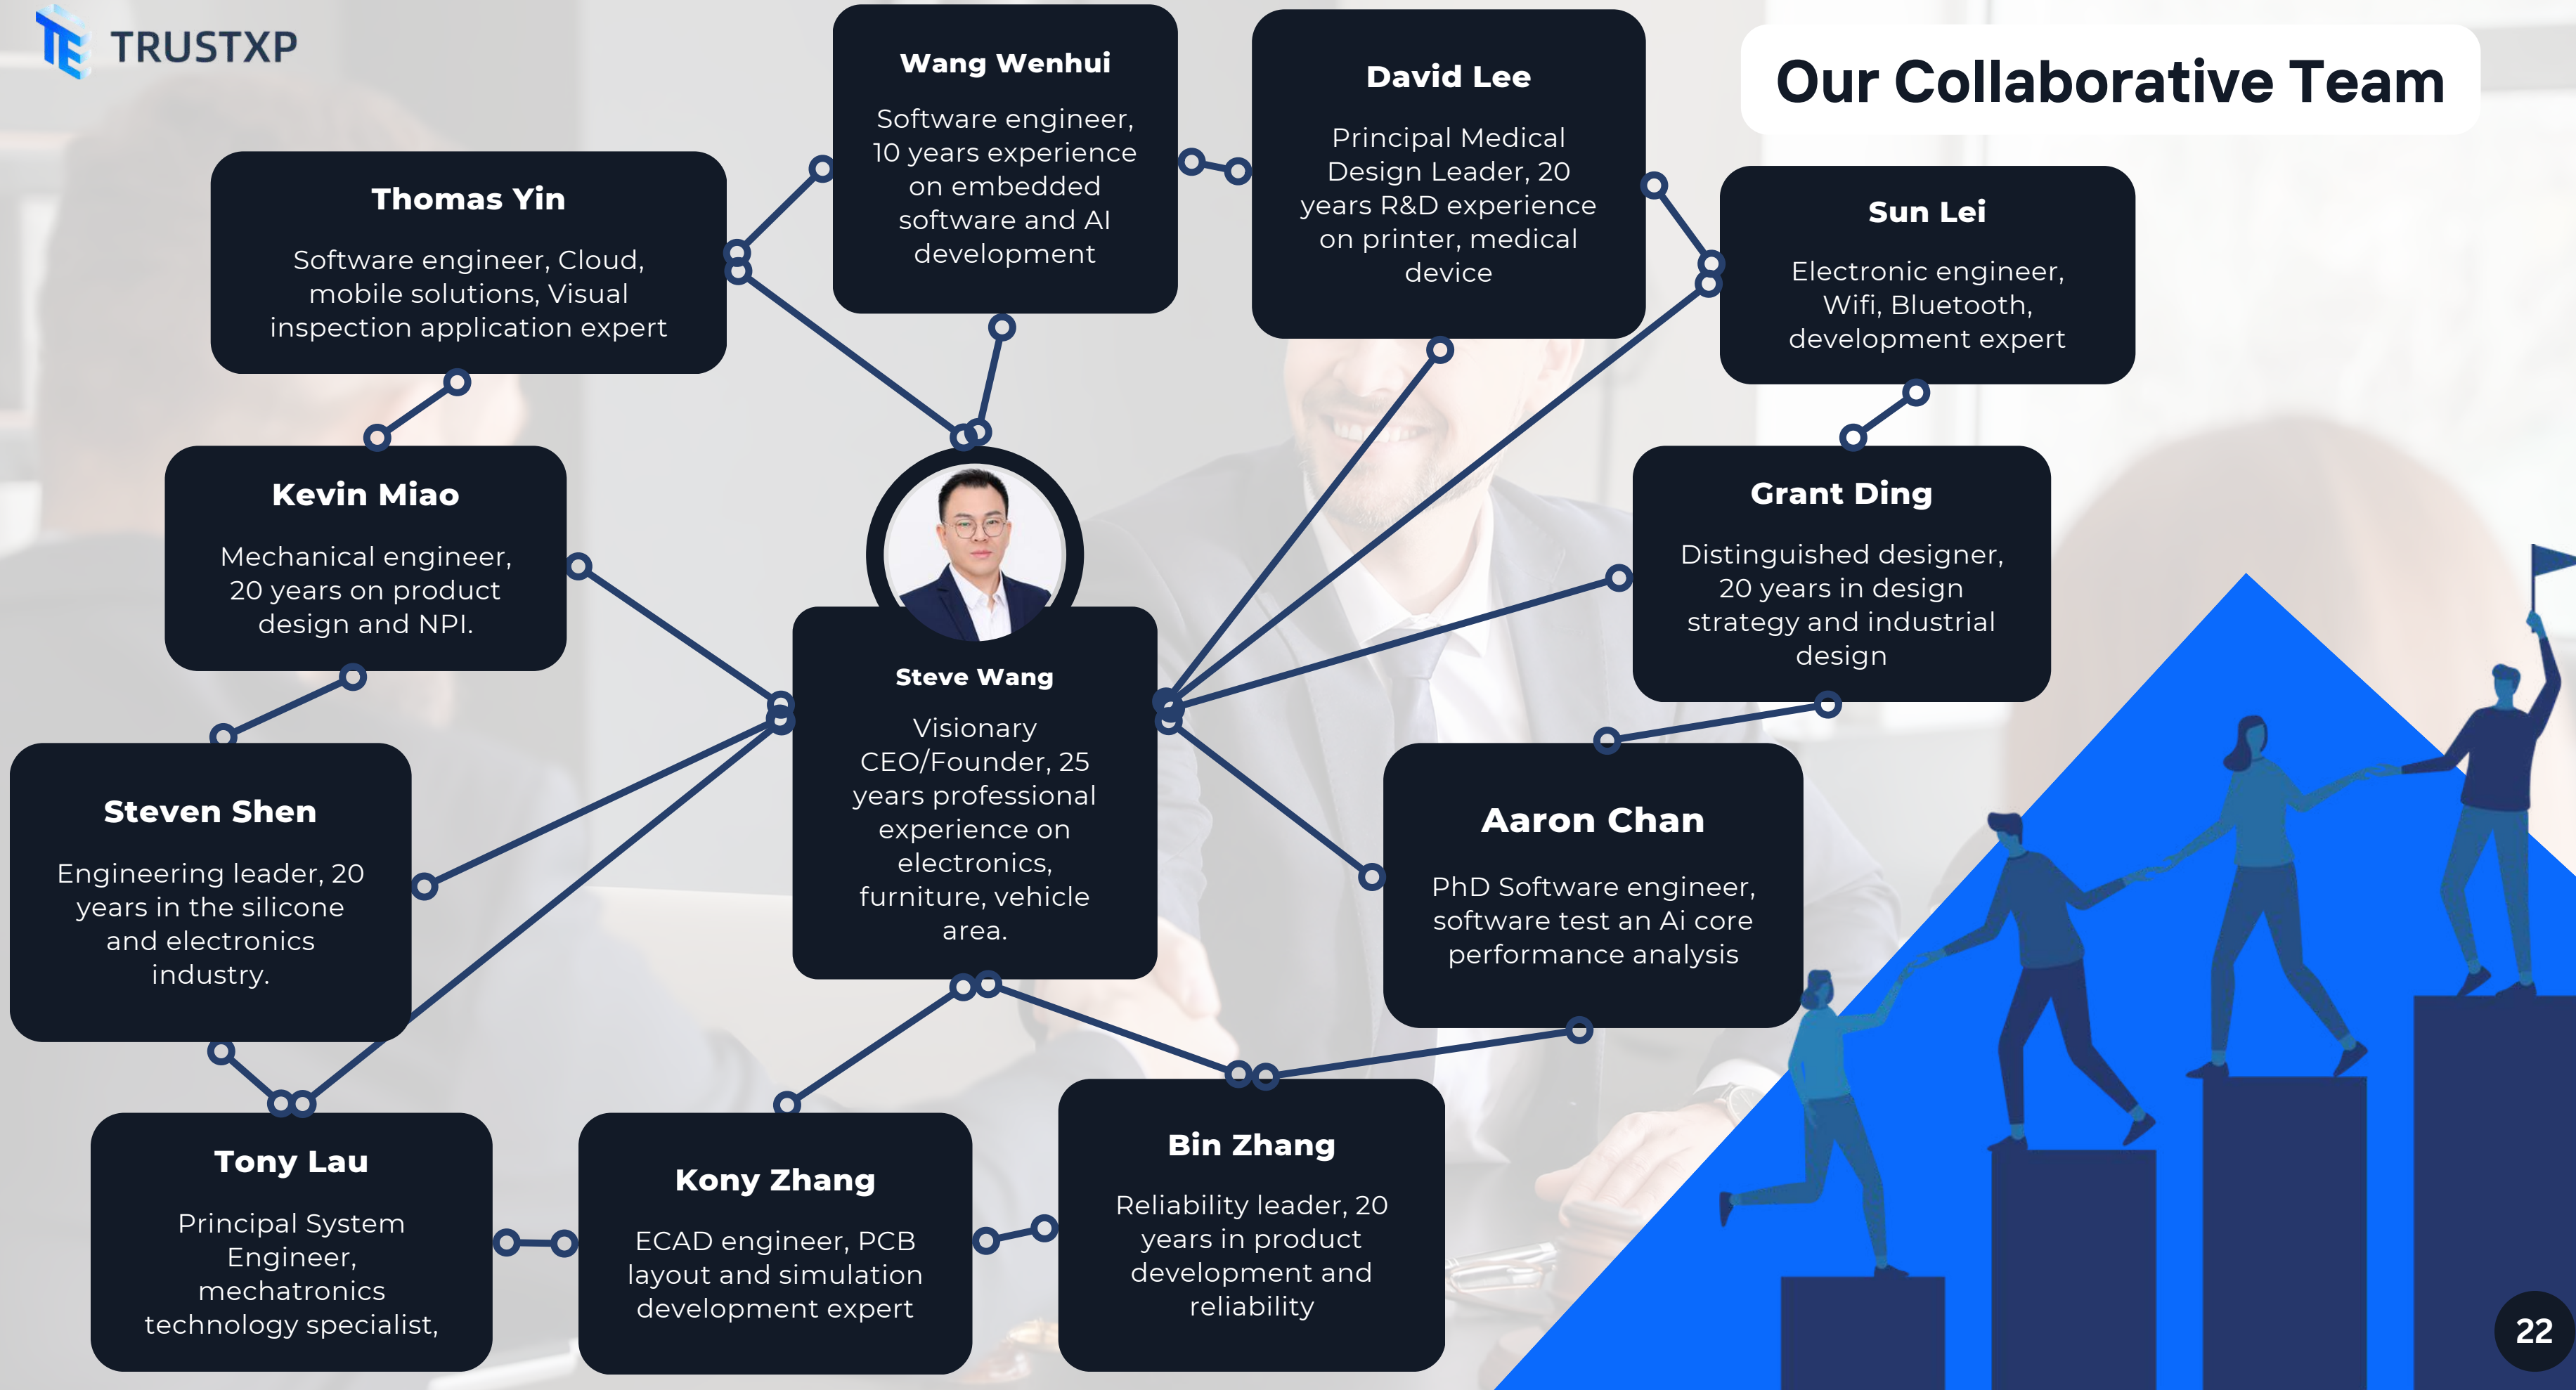 TRUSTXP
Our Collaborative Team
Wang Wenhui
Software engineer,
10 years experience
on embedded
software and AI
development
David Lee
Principal Medical
Design Leader, 20
years R&D experience
on printer, medical
device
Thomas Yin
Software engineer, Cloud,
mobile solutions, Visual
inspection application expert
Sun Lei
Electronic engineer,
Wifi, Bluetooth,
development expert
Kevin Miao
Mechanical engineer,
20 years on product
design and NPI.
Grant Ding
Distinguished designer,
20 years in design
strategy and industrial
design
Steve Wang
Visionary
CEO/Founder, 25
years professional
experience on
electronics,
furniture, vehicle
area.
Steven Shen
Engineering leader, 20
years in the silicone
and electronics
industry.
Aaron Chan
PhD Software engineer,
software test an Ai core
performance analysis
Tony Lau
Principal System
Engineer,
mechatronics
technology specialist,
Kony Zhang
ECAD engineer, PCB
layout and simulation
development expert
Bin Zhang
Reliability leader, 20
years in product
development and
reliability
22